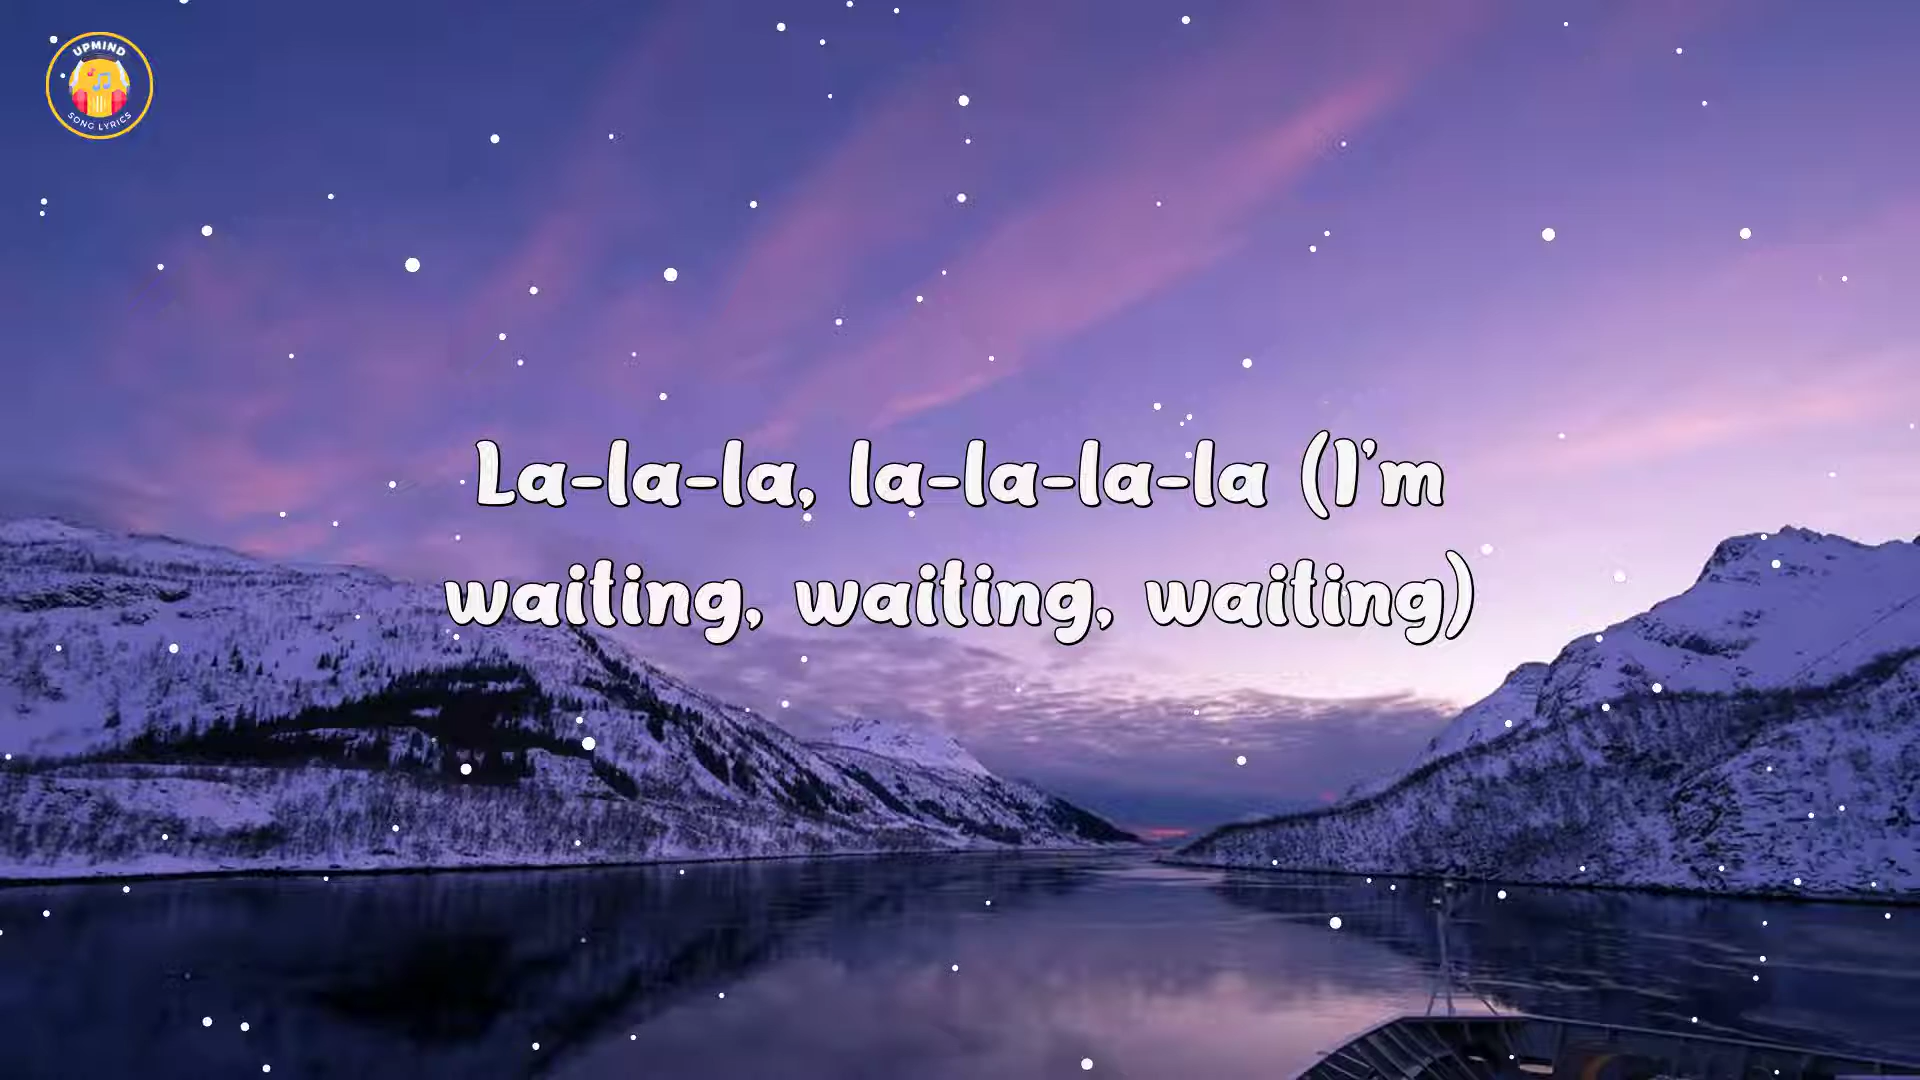 UPMIND
SONG LYRICS
La-la-la, la-la-la-la (I'm
waiting, waiting, waiting)